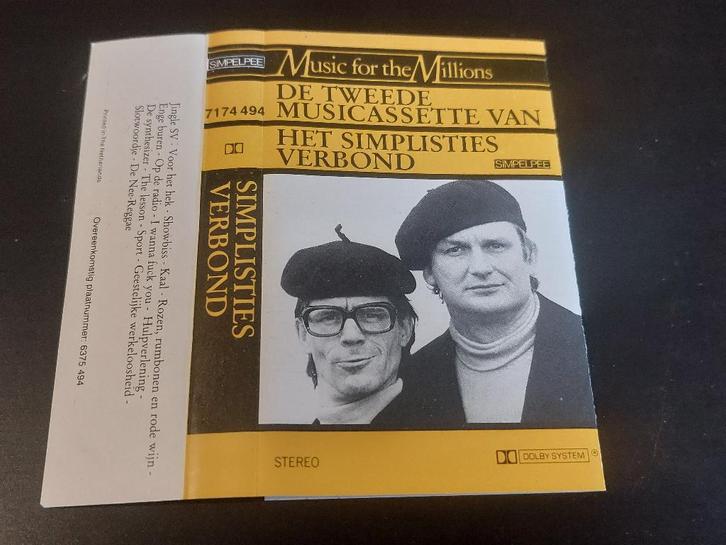 SIMPELPEE
Music for the Millions
7174 494
DE TWEEDE
MUSICASSETTE VAN
HET SIMPLISTIES
VERBOND
SIMPELPEE
SIMPLISTIES
VERBOND
STEREO
DOLBY SYSTEM ®
Jingle SV - Voor het hek - Showbiss - Kaal - Rozen, rumbonen en rode wijn -
Enge buren - Op de radio - I wanna fuck you - Hulpverlening -
De synthesizer - The lesson - Sport - Geestelijke werkeloosheid -
Slotwoordje - De Nee-Reggae
Printed in The Netherlands
Overeenkomstig plaatnummer: 6375 494